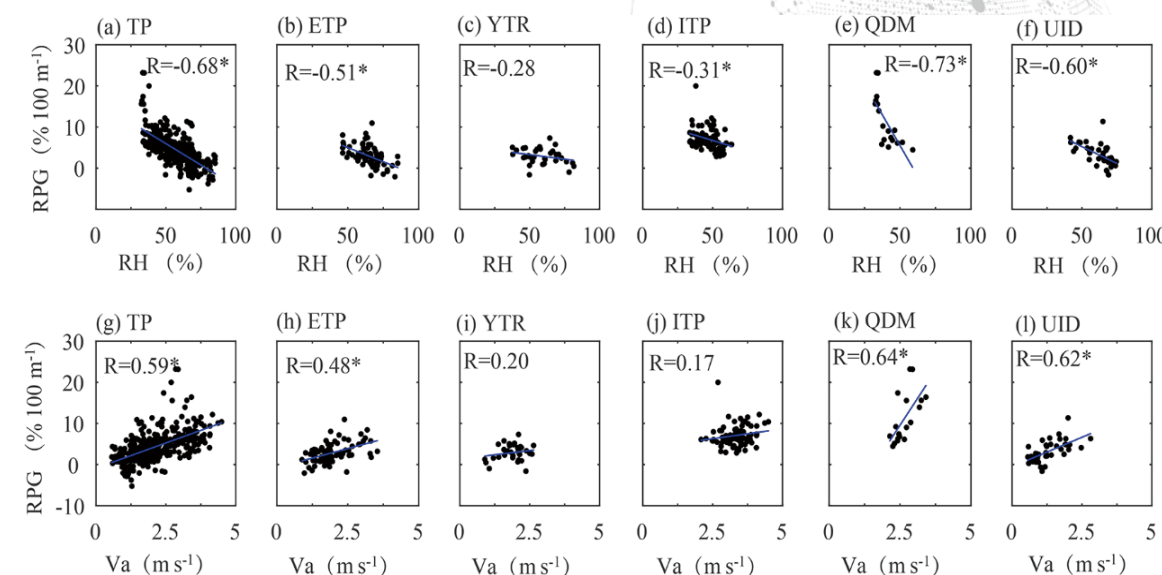 (a) TP (b) ETP (c) YTR (d) ITP (e) QDM (f) UID
R=-0.68* R=-0.51* R=-0.28 R=-0.31* R=-0.73* R=-0.60*
RPG (% 100 m-1)
30
20
10
0
0 50 100 0 50 100 0 50 100 0 50 100 0 50 100 0 50 100
RH (%) RH (%) RH (%) RH (%) RH (%) RH (%)
(g) TP (h) ETP (i) YTR (j) ITP (k) QDM (l) UID
R=0.59* R=0.48* R=0.20 R=0.17 R=0.64* R=0.62*
RPG (% 100 m-1)
30
20
10
0
-10
0 2.5 5 0 2.5 5 0 2.5 5 0 2.5 5 0 2.5 5 0 2.5 5
Va (m s-1) Va (m s-1) Va (m s-1) Va (m s-1) Va (m s-1) Va (m s-1)